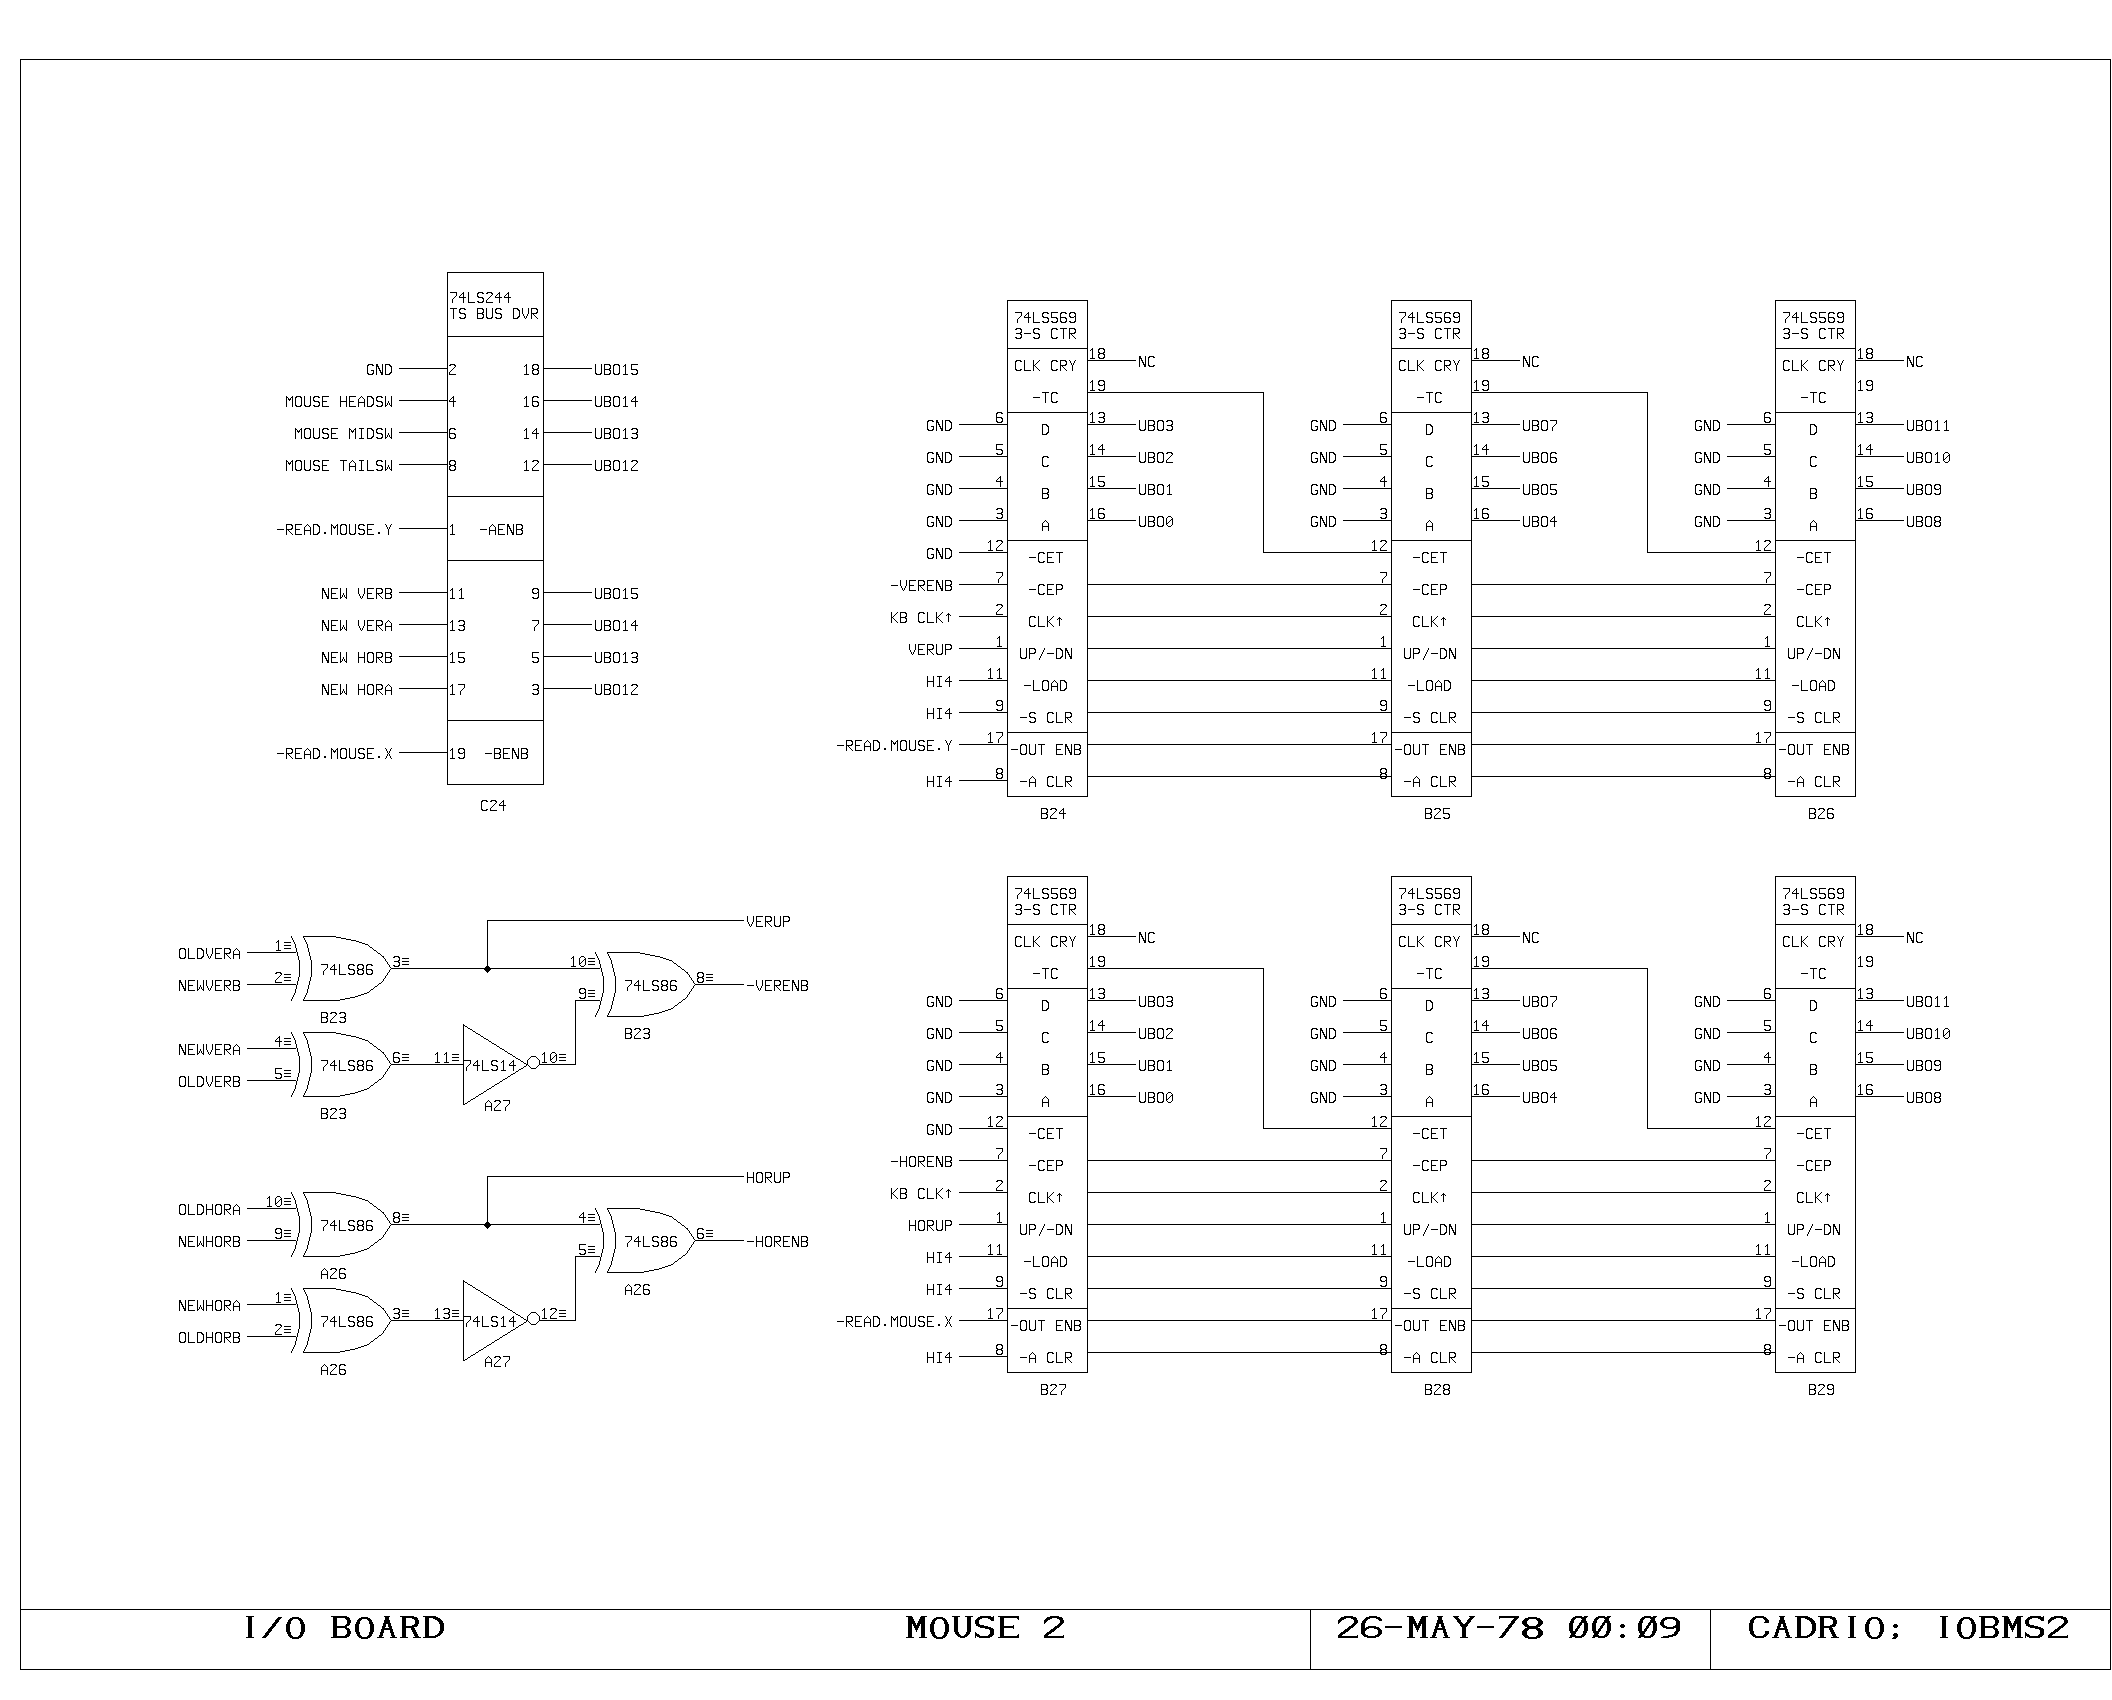 74LS244
TS BUS DVR
GND 2 18 UBO15
MOUSE HEADSW 4 16 UBO14
MOUSE MIDSW 6 14 UBO13
MOUSE TAILSW 8 12 UBO12
-READ.MOUSE.Y 1 -AENB
NEW VERB 11 9 UBO15
NEW VERA 13 7 UBO14
NEW HORB 15 5 UBO13
NEW HORA 17 3 UBO12
-READ.MOUSE.X 19 -BENB
C24
74LS569
3-S CTR
CLK CRY 18 NC
-TC 19
GND 6 D 13 UBO3
GND 5 C 14 UBO2
GND 4 B 15 UBO1
GND 3 A 16 UBO0
GND 12 -CET
-VERENB 7 -CEP
KB CLK↑ 2 CLK↑
VERUP 1 UP/-DN
HI4 11 -LOAD
HI4 9 -S CLR
-READ.MOUSE.Y 17 -OUT ENB
HI4 8 -A CLR
B24
74LS569
3-S CTR
CLK CRY 18 NC
-TC 19
GND 6 D 13 UBO7
GND 5 C 14 UBO6
GND 4 B 15 UBO5
GND 3 A 16 UBO4
12 -CET
7 -CEP
2 CLK↑
1 UP/-DN
11 -LOAD
9 -S CLR
17 -OUT ENB
8 -A CLR
B25
74LS569
3-S CTR
CLK CRY 18 NC
-TC 19
GND 6 D 13 UBO11
GND 5 C 14 UBO10
GND 4 B 15 UBO9
GND 3 A 16 UBO8
12 -CET
7 -CEP
2 CLK↑
1 UP/-DN
11 -LOAD
9 -S CLR
17 -OUT ENB
8 -A CLR
B26
VERUP
OLDVERA 1≡ 74LS86 3≡
NEWVERB 2≡
B23
10≡ 74LS86 8≡ -VERENB
9≡
B23
NEWVERA 4≡ 74LS86 6≡ 11≡ 74LS14 10≡
OLDVERB 5≡
B23 A27
HORUP
OLDHORA 10≡ 74LS86 8≡
NEWHORB 9≡
A26
4≡ 74LS86 6≡ -HORENB
5≡
A26
NEWHORA 1≡ 74LS86 3≡ 13≡ 74LS14 12≡
OLDHORB 2≡
A26 A27
74LS569
3-S CTR
CLK CRY 18 NC
-TC 19
GND 6 D 13 UBO3
GND 5 C 14 UBO2
GND 4 B 15 UBO1
GND 3 A 16 UBO0
GND 12 -CET
-HORENB 7 -CEP
KB CLK↑ 2 CLK↑
HORUP 1 UP/-DN
HI4 11 -LOAD
HI4 9 -S CLR
-READ.MOUSE.X 17 -OUT ENB
HI4 8 -A CLR
B27
74LS569
3-S CTR
CLK CRY 18 NC
-TC 19
GND 6 D 13 UBO7
GND 5 C 14 UBO6
GND 4 B 15 UBO5
GND 3 A 16 UBO4
12 -CET
7 -CEP
2 CLK↑
1 UP/-DN
11 -LOAD
9 -S CLR
17 -OUT ENB
8 -A CLR
B28
74LS569
3-S CTR
CLK CRY 18 NC
-TC 19
GND 6 D 13 UBO11
GND 5 C 14 UBO10
GND 4 B 15 UBO9
GND 3 A 16 UBO8
12 -CET
7 -CEP
2 CLK↑
1 UP/-DN
11 -LOAD
9 -S CLR
17 -OUT ENB
8 -A CLR
B29
I/O BOARD MOUSE 2 26-MAY-78 00:09 CADRIO; IOBMS2